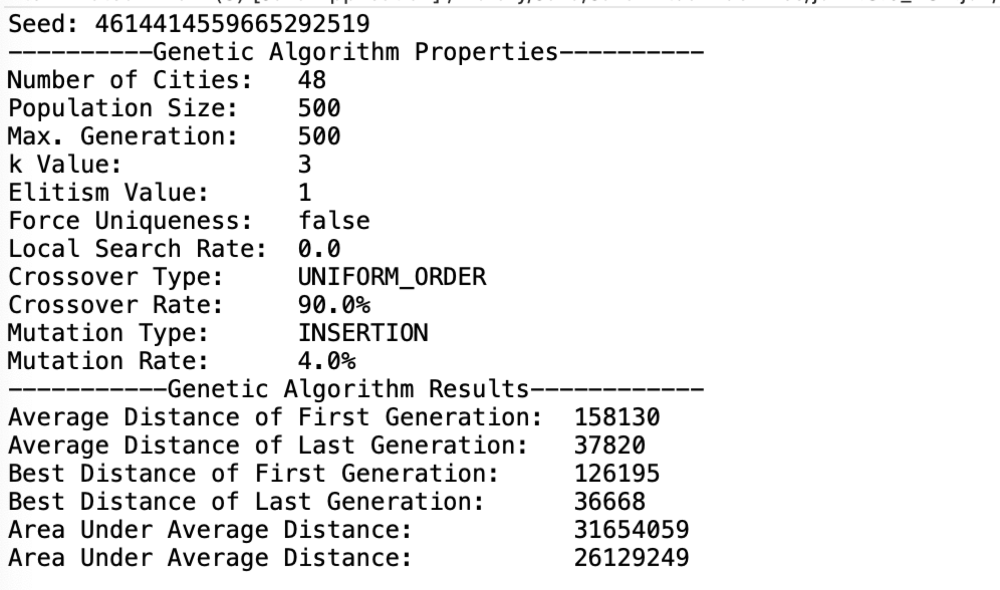 Seed: 4614414559665292519
----------Genetic Algorithm Properties----------
Number of Cities: 48
Population Size: 500
Max. Generation: 500
k Value: 3
Elitism Value: 1
Force Uniqueness: false
Local Search Rate: 0.0
Crossover Type: UNIFORM_ORDER
Crossover Rate: 90.0%
Mutation Type: INSERTION
Mutation Rate: 4.0%
-----------Genetic Algorithm Results------------
Average Distance of First Generation: 158130
Average Distance of Last Generation: 37820
Best Distance of First Generation: 126195
Best Distance of Last Generation: 36668
Area Under Average Distance: 31654059
Area Under Average Distance: 26129249